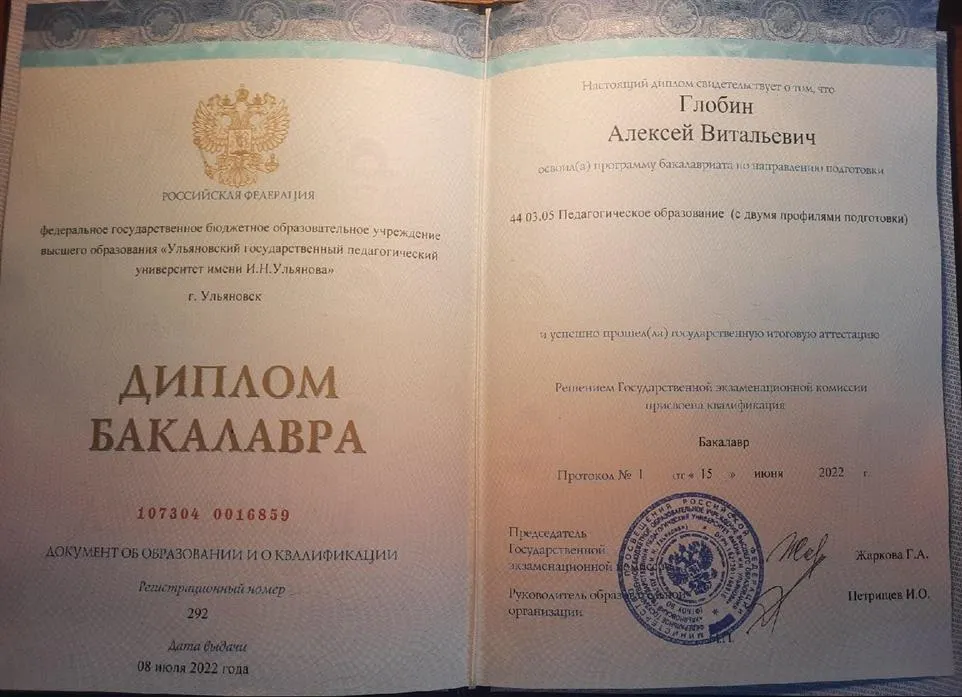 РОССИЙСКАЯ ФЕДЕРАЦИЯ
федеральное государственное бюджетное образовательное учреждение
высшего образования «Ульяновский государственный педагогический
университет имени И.Н.Ульянова»
г. Ульяновск
ДИПЛОМ
БАКАЛАВРА
107304 0016859
ДОКУМЕНТ ОБ ОБРАЗОВАНИИ И О КВАЛИФИКАЦИИ
Регистрационный номер
292
Дата выдачи
08 июля 2022 года
Настоящий диплом свидетельствует о том, что
Глобин
Алексей Витальевич
освоил(а) программу бакалавриата по направлению подготовки
44.03.05 Педагогическое образование (с двумя профилями подготовки)
и успешно прошел(ла) государственную итоговую аттестацию
Решением Государственной экзаменационной комиссии
присвоена квалификация
Бакалавр
Протокол № 1 от « 15 » июня 2022 г.
Председатель
Государственной
экзаменационной
Жаркова Г.А.
Руководитель образовательной
организации
Петрищев И.О.
М.П.